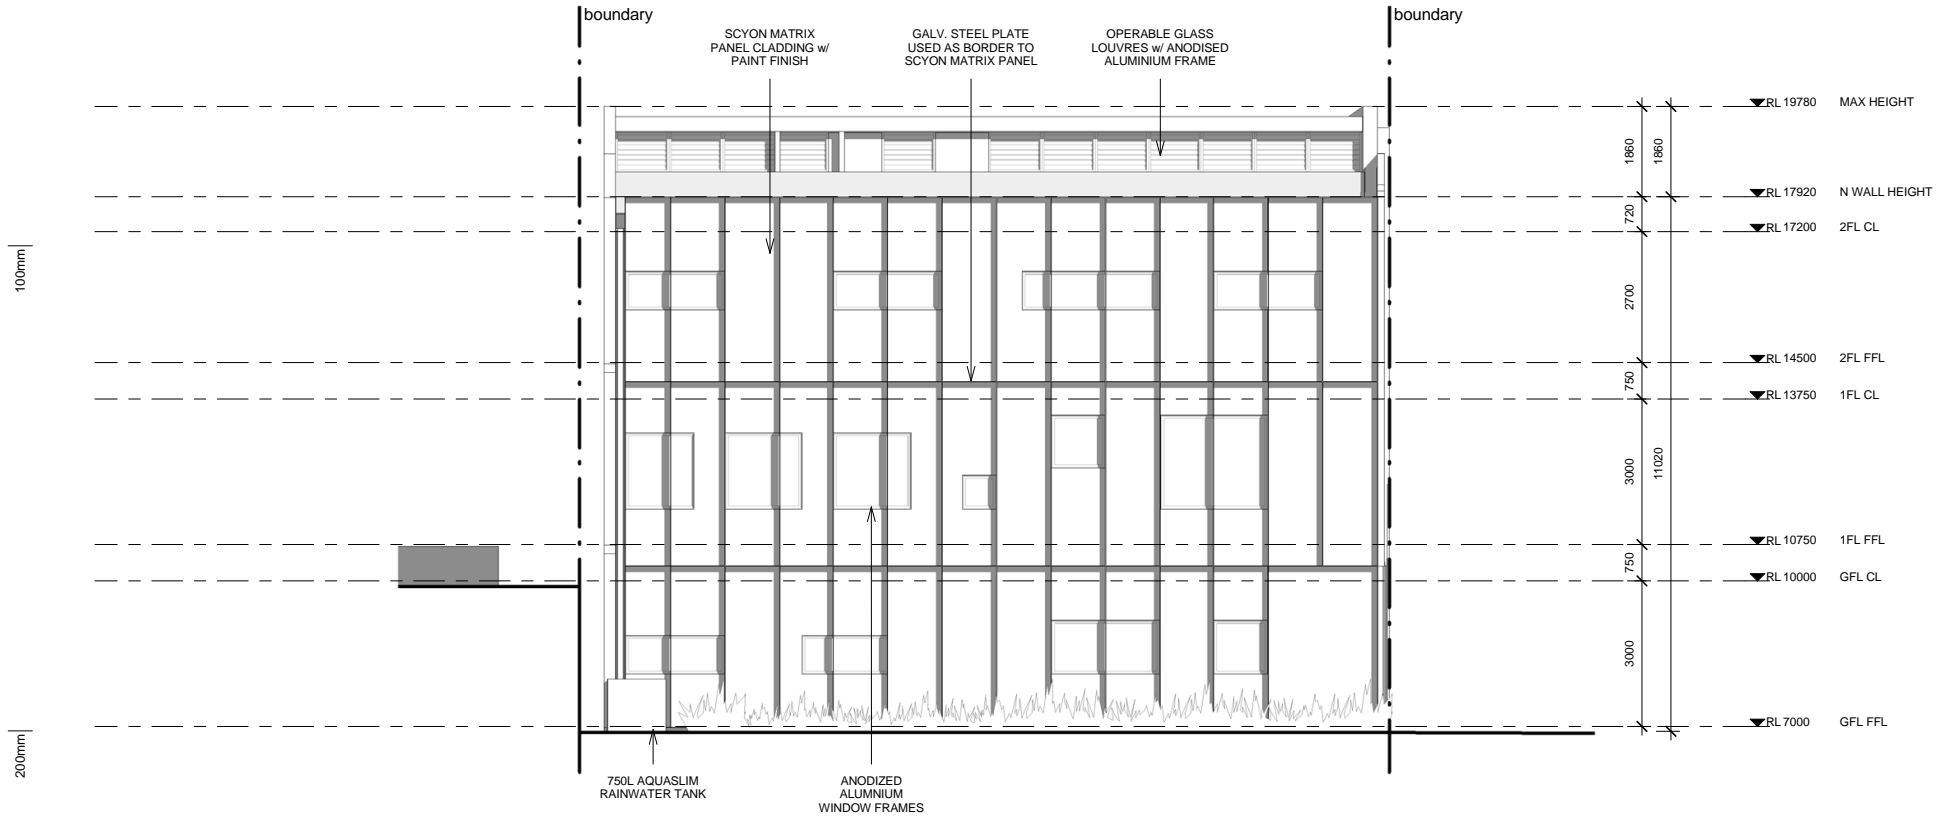 boundary
boundary
SCYON MATRIX
PANEL CLADDING w/
PAINT FINISH
GALV. STEEL PLATE
USED AS BORDER TO
SCYON MATRIX PANEL
OPERABLE GLASS
LOUVRES w/ ANODISED
ALUMINIUM FRAME
RL 19780 MAX HEIGHT
1860
1860
RL 17920 N WALL HEIGHT
720
RL 17200 2FL CL
100mm
2700
RL 14500 2FL FFL
750
RL 13750 1FL CL
3000
11020
RL 10750 1FL FFL
750
RL 10000 GFL CL
3000
RL 7000 GFL FFL
200mm
750L AQUASLIM
RAINWATER TANK
ANODIZED
ALUMNIUM
WINDOW FRAMES